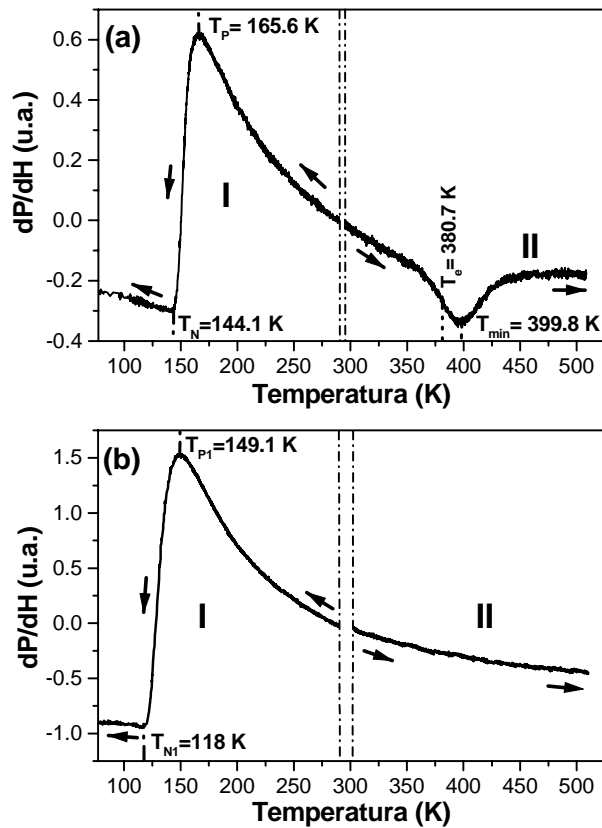 (a)
T_P = 165.6 K
0.6
0.4
0.2
0.0
-0.2
-0.4
dP/dH (u.a.)
I
II
T_e = 380.7 K
T_N=144.1 K
T_min= 399.8 K
100 150 200 250 300 350 400 450 500
Temperatura (K)
(b)
T_P1=149.1 K
1.5
1.0
0.5
0.0
-0.5
-1.0
dP/dH (u.a.)
I
II
T_N1=118 K
100 150 200 250 300 350 400 450 500
Temperatura (K)